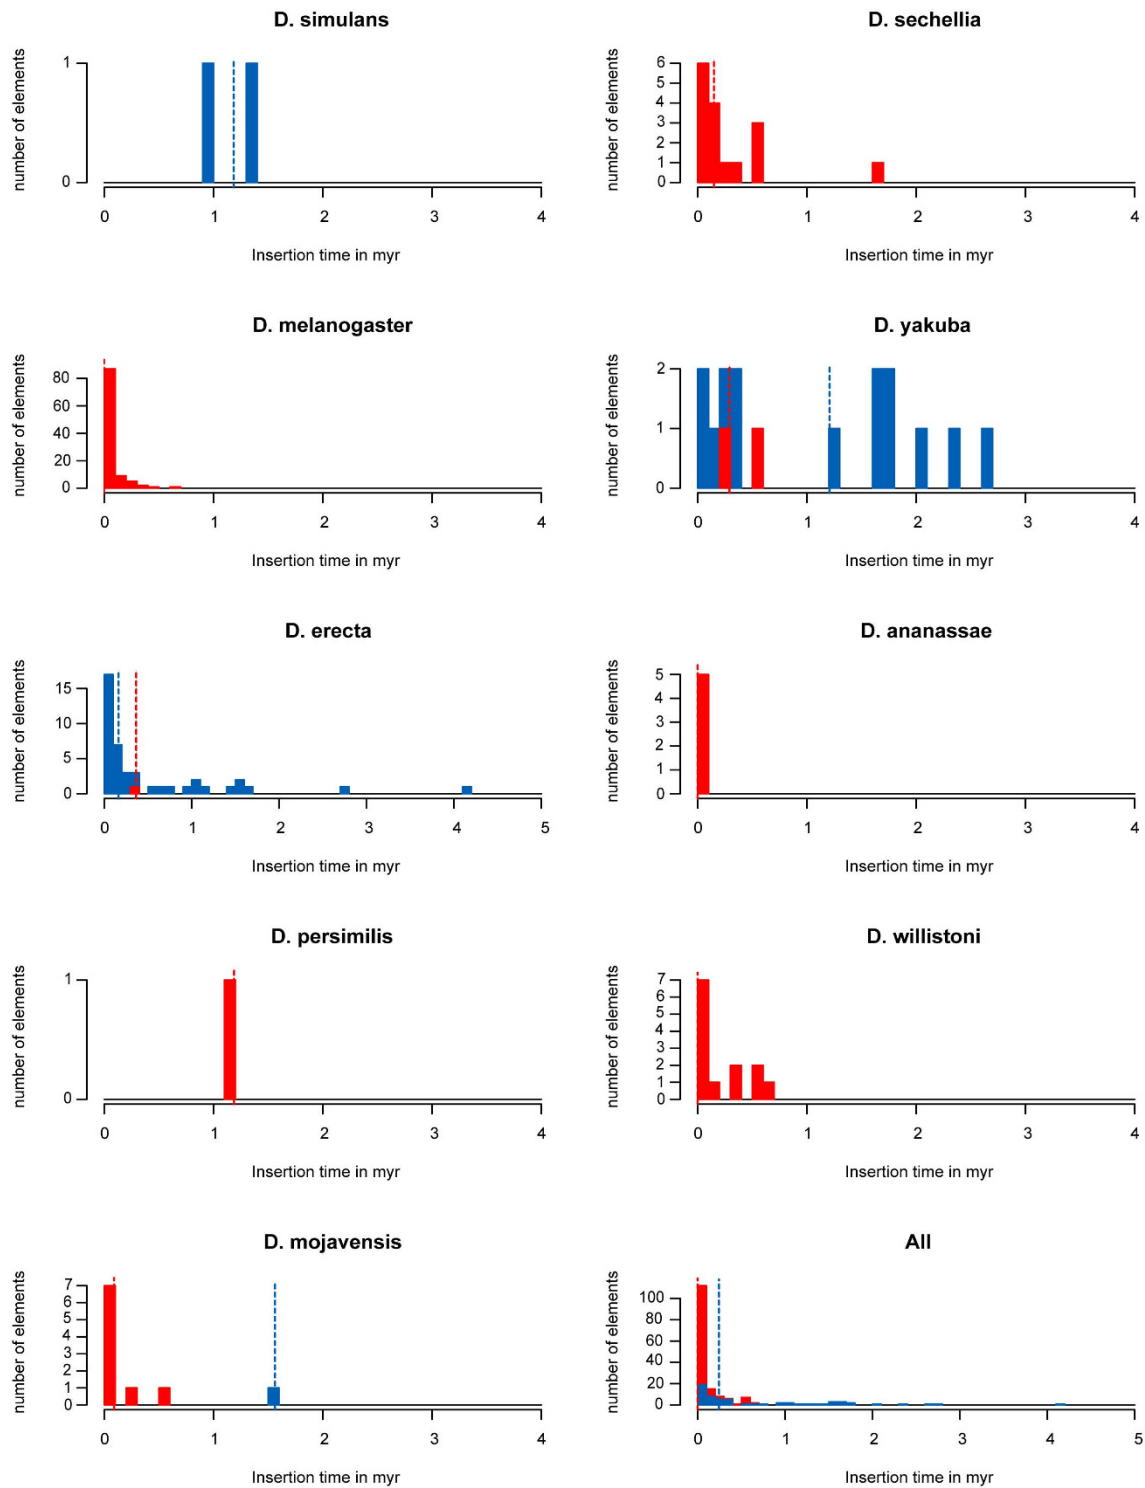 D. simulans
number of elements
1
0
0 1 2 3 4
Insertion time in myr
D. sechellia
number of elements
6
5
4
3
2
1
0
0 1 2 3 4
Insertion time in myr
D. melanogaster
number of elements
80
60
40
20
0
0 1 2 3 4
Insertion time in myr
D. yakuba
number of elements
2
1
0
0 1 2 3 4
Insertion time in myr
D. erecta
number of elements
15
10
5
0
0 1 2 3 4 5
Insertion time in myr
D. ananassae
number of elements
5
4
3
2
1
0
0 1 2 3 4
Insertion time in myr
D. persimilis
number of elements
1
0
0 1 2 3 4
Insertion time in myr
D. willistoni
number of elements
7
6
5
4
3
2
1
0
0 1 2 3 4
Insertion time in myr
D. mojavensis
number of elements
7
6
5
4
3
2
1
0
0 1 2 3 4
Insertion time in myr
All
number of elements
100
80
60
40
20
0
0 1 2 3 4 5
Insertion time in myr